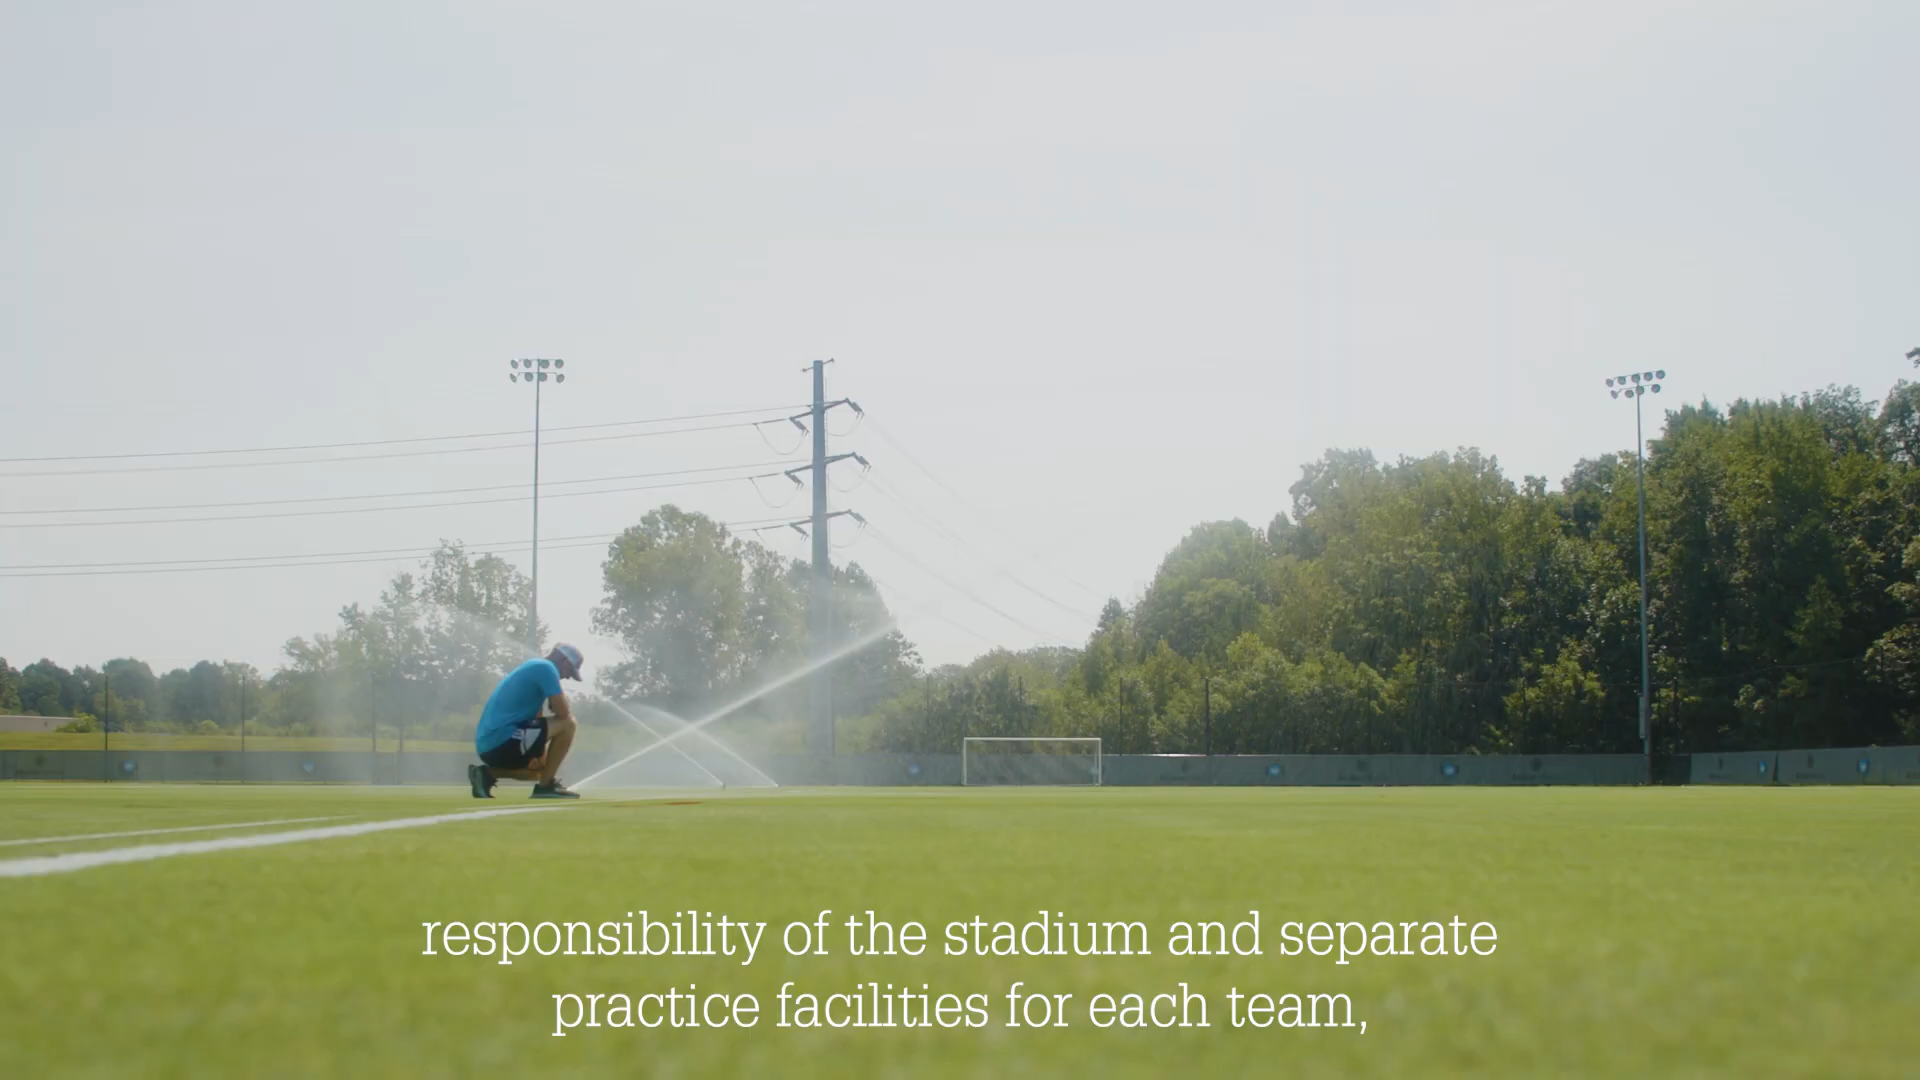 responsibility of the stadium and separate
practice facilities for each team,